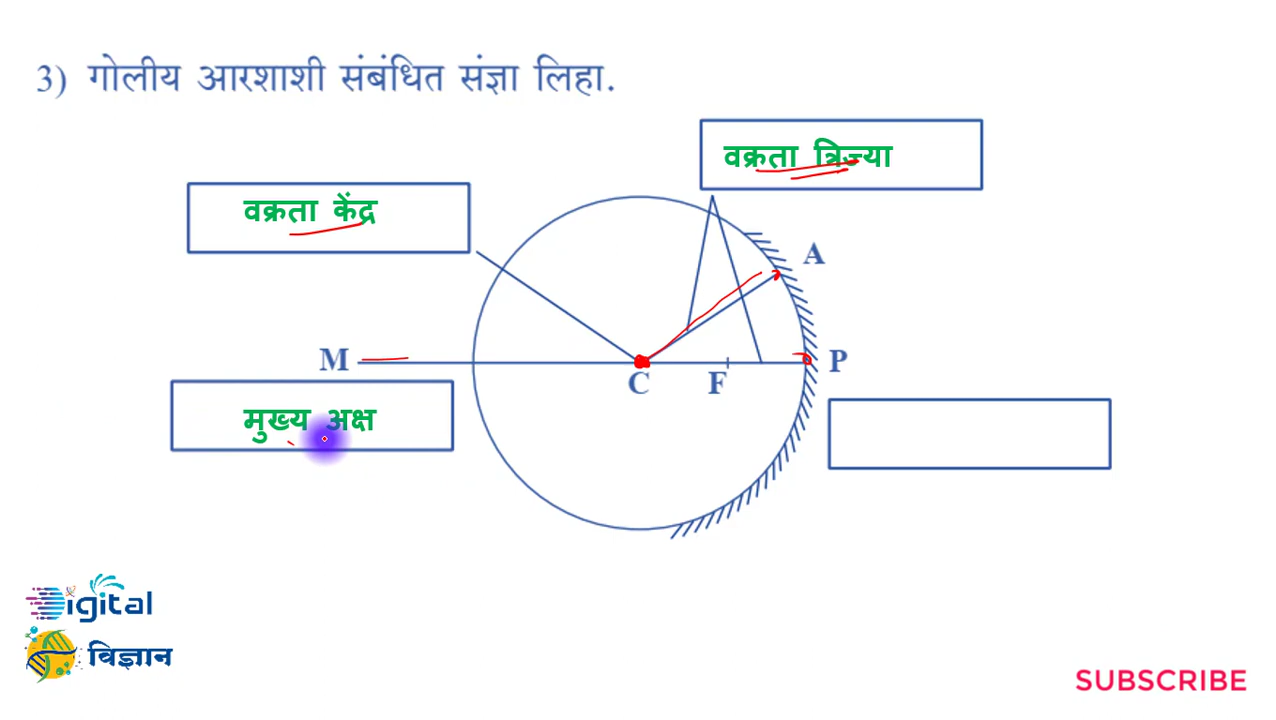 3) गोलीय आरशाशी संबंधित संज्ञा लिहा.
वक्रता त्रिज्या
वक्रता केंद्र
A
M
C
F
P
मुख्य अक्ष
Digital
विज्ञान
SUBSCRIBE